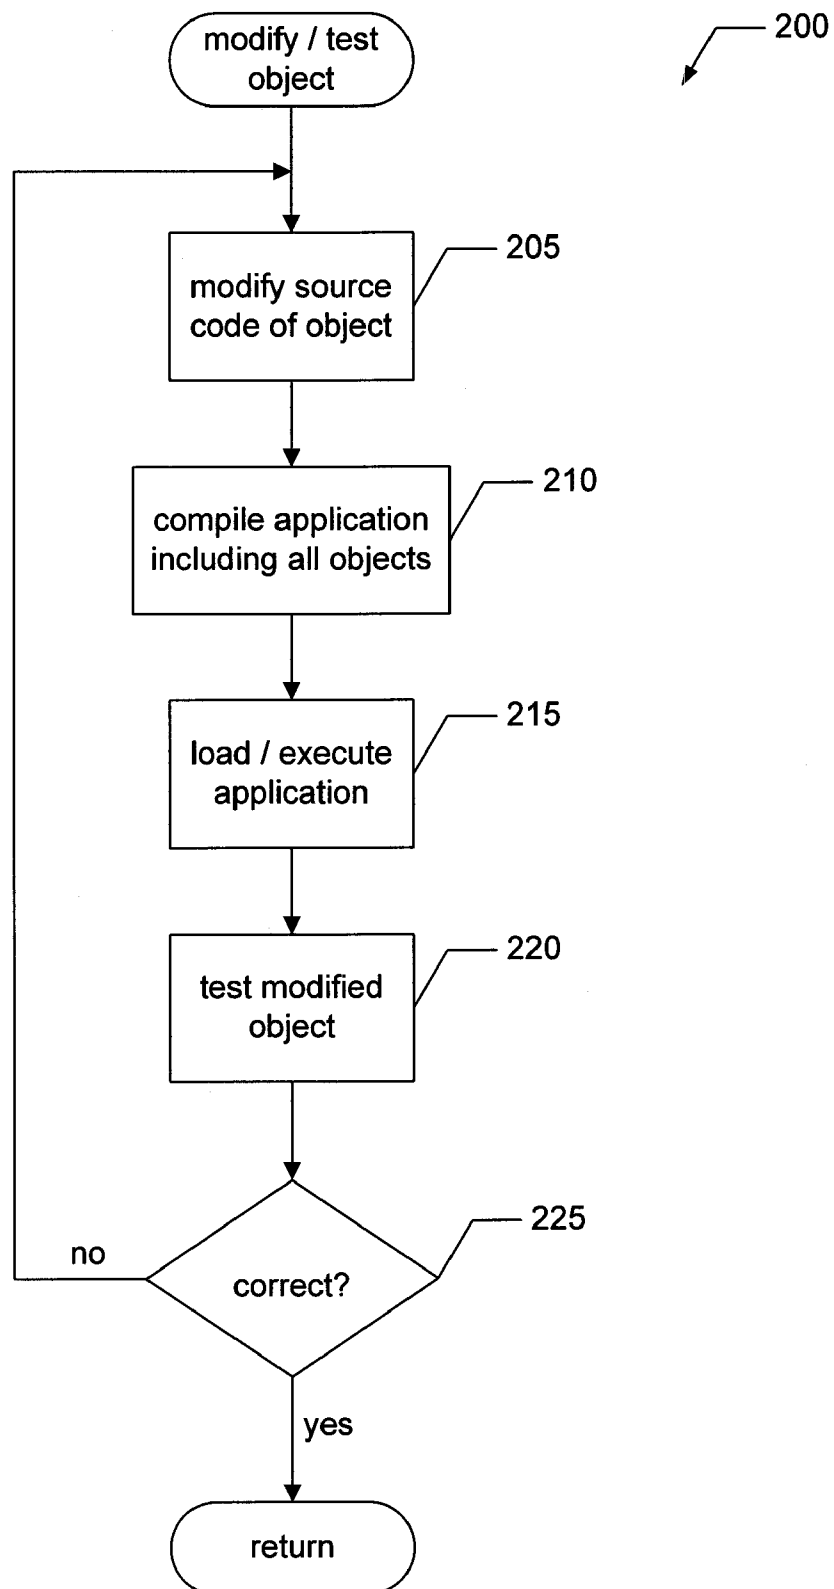 modify / test
object
200
205
modify source
code of object
210
compile application
including all objects
215
load / execute
application
220
test modified
object
225
no
correct?
yes
return